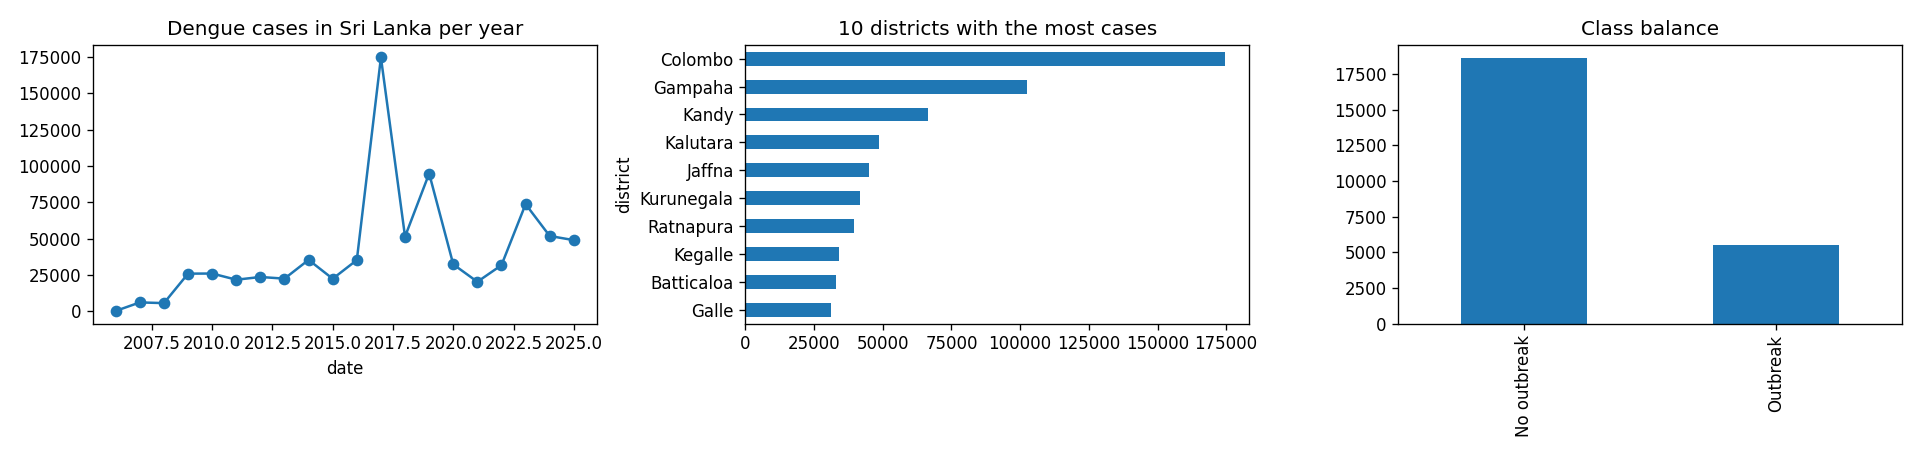 Dengue cases in Sri Lanka per year
175000
150000
125000
100000
75000
50000
25000
0
2007.5 2010.0 2012.5 2015.0 2017.5 2020.0 2022.5 2025.0
date
10 districts with the most cases
district
Colombo
Gampaha
Kandy
Kalutara
Jaffna
Kurunegala
Ratnapura
Kegalle
Batticaloa
Galle
0 25000 50000 75000 100000 125000 150000 175000
Class balance
17500
15000
12500
10000
7500
5000
2500
0
No outbreak
Outbreak